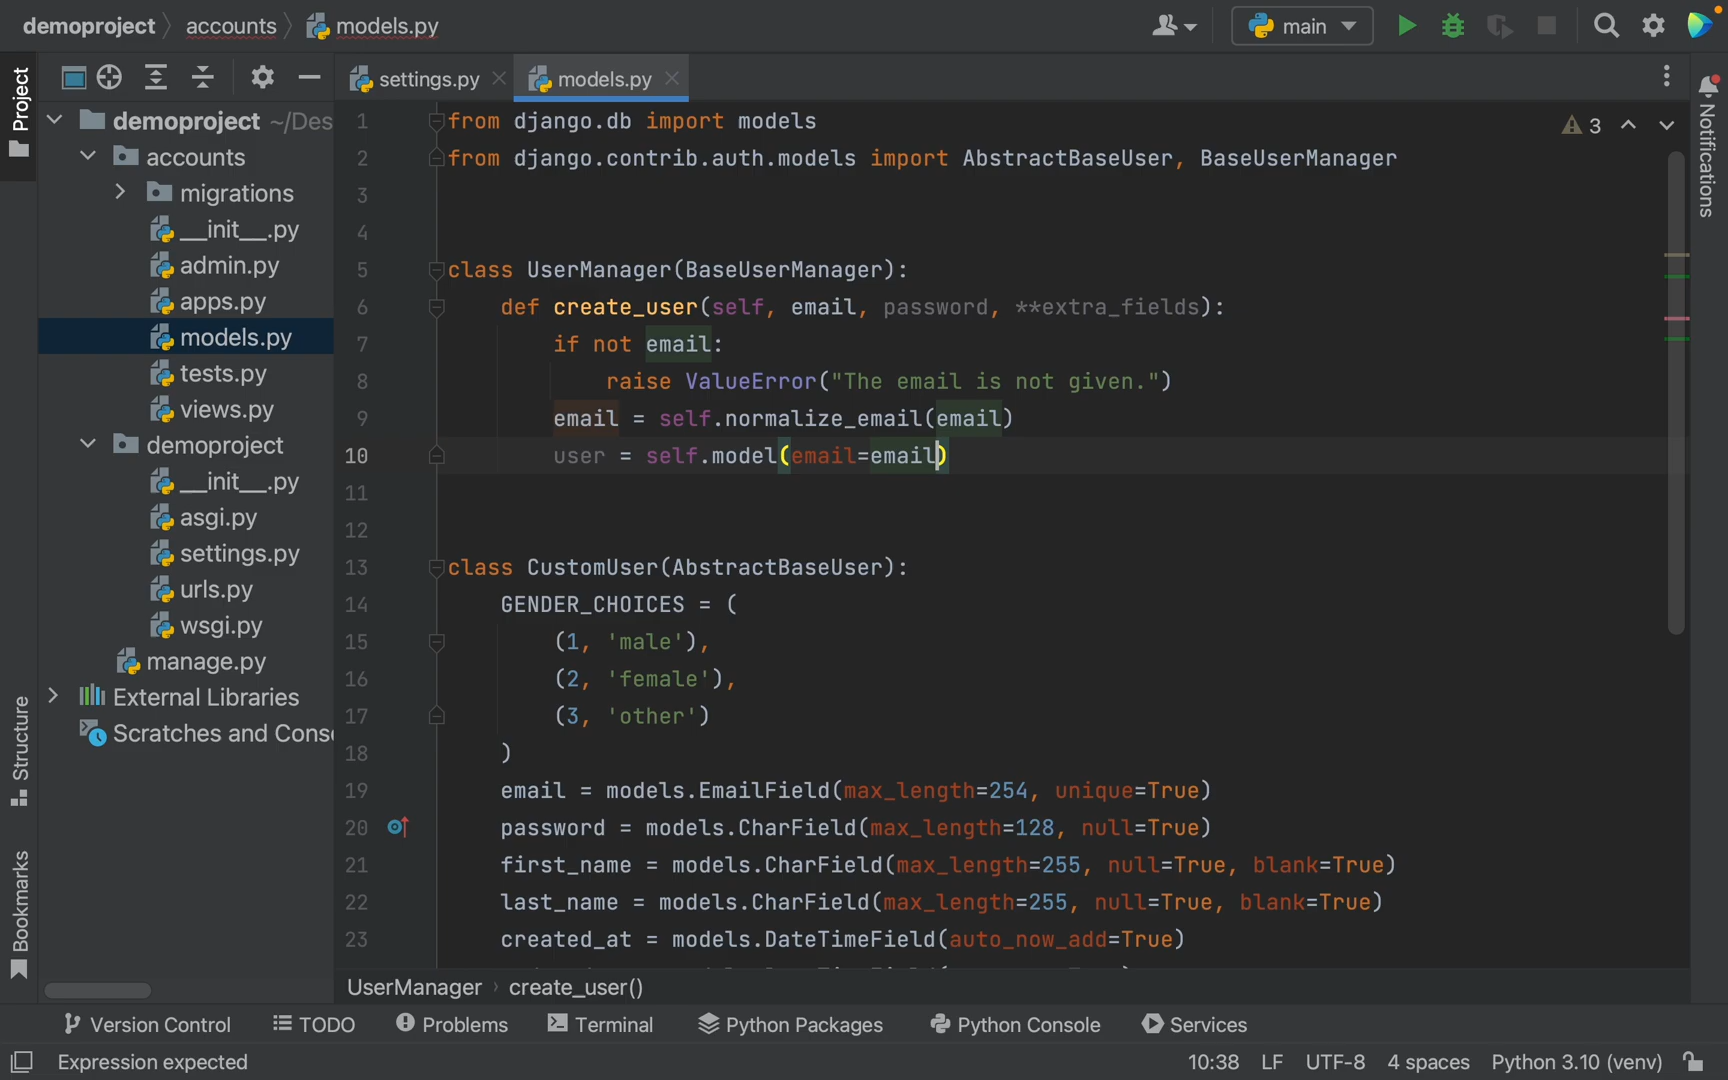 demoproject accounts models.py main
settings.py models.py
Project
demoproject ~/Des
accounts
migrations
__init__.py
admin.py
apps.py
models.py
tests.py
views.py
demoproject
__init__.py
asgi.py
settings.py
urls.py
wsgi.py
manage.py
External Libraries
Scratches and Cons
Structure
Bookmarks
1 from django.db import models
2 from django.contrib.auth.models import AbstractBaseUser, BaseUserManager
3
4
5 class UserManager(BaseUserManager):
6 def create_user(self, email, password, **extra_fields):
7 if not email:
8 raise ValueError("The email is not given.")
9 email = self.normalize_email(email)
10 user = self.model(email=email)
11
12
13 class CustomUser(AbstractBaseUser):
14 GENDER_CHOICES = (
15 (1, 'male'),
16 (2, 'female'),
17 (3, 'other')
18 )
19 email = models.EmailField(max_length=254, unique=True)
20 password = models.CharField(max_length=128, null=True)
21 first_name = models.CharField(max_length=255, null=True, blank=True)
22 last_name = models.CharField(max_length=255, null=True, blank=True)
23 created_at = models.DateTimeField(auto_now_add=True)
3
Notifications
UserManager create_user()
Version Control TODO Problems Terminal Python Packages Python Console Services
Expression expected 10:38 LF UTF-8 4 spaces Python 3.10 (venv)